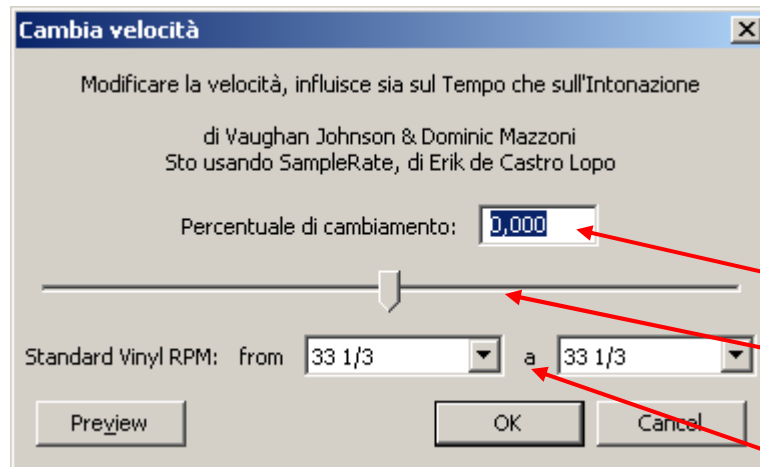 Cambia velocità
Modificare la velocità, influisce sia sul Tempo che sull'Intonazione
di Vaughan Johnson & Dominic Mazzoni
Sto usando SampleRate, di Erik de Castro Lopo
Percentuale di cambiamento: 0,000
Standard Vinyl RPM: from 33 1/3 a 33 1/3
Preview OK Cancel